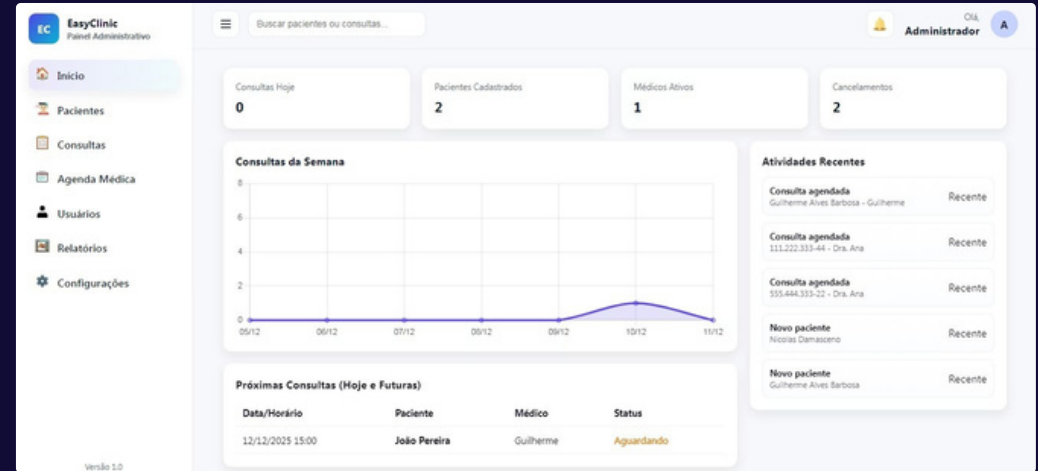 EC
EasyClinic
Painel Administrativo
Início
Pacientes
Consultas
Agenda Médica
Usuários
Relatórios
Configurações
Versão 1.0
☰
Buscar pacientes ou consultas...
Olá,
Administrador
A
Consultas Hoje
0
Pacientes Cadastrados
2
Médicos Ativos
1
Cancelamentos
2
Consultas da Semana
8
6
4
2
0
05/12 06/12 07/12 08/12 09/12 10/12 11/12
Próximas Consultas (Hoje e Futuras)
Data/Horário Paciente Médico Status
12/12/2025 15:00 João Pereira Guilherme Aguardando
Atividades Recentes
Consulta agendada
Guilherme Alves Barbosa - Guilherme
Recente
Consulta agendada
111.222.333-44 - Dra. Ana
Recente
Consulta agendada
555.444.333-22 - Dra. Ana
Recente
Novo paciente
Nicolas Damasceno
Recente
Novo paciente
Guilherme Alves Barbosa
Recente